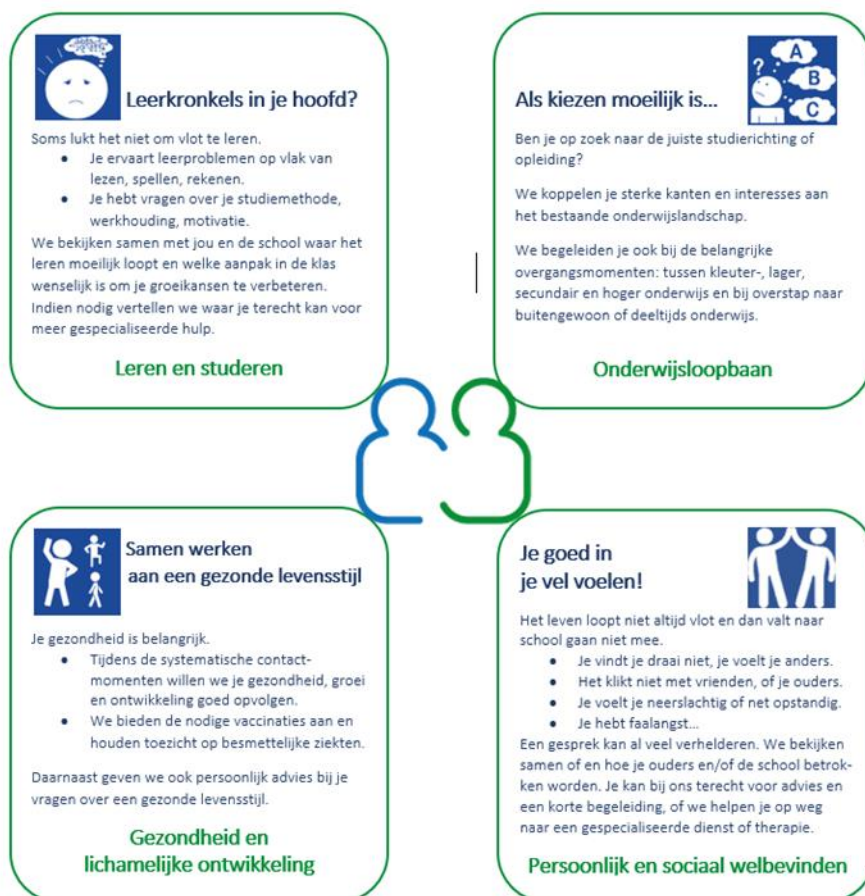 Leerkronkels in je hoofd?
Soms lukt het niet om vlot te leren.
• Je ervaart leerproblemen op vlak van
lezen, spellen, rekenen.
• Je hebt vragen over je studiemethode,
werkhouding, motivatie.
We bekijken samen met jou en de school waar het
leren moeilijk loopt en welke aanpak in de klas
wenselijk is om je groeikansen te verbeteren.
Indien nodig vertellen we waar je terecht kan voor
meer gespecialiseerde hulp.
Leren en studeren
?
A
B
C
Als kiezen moeilijk is...
Ben je op zoek naar de juiste studierichting of
opleiding?
We koppelen je sterke kanten en interesses aan
het bestaande onderwijslandschap.
We begeleiden je ook bij de belangrijke
overgangsmomenten: tussen kleuter-, lager,
secundair en hoger onderwijs en bij overstap naar
buitengewoon of deeltijds onderwijs.
Onderwijsloopbaan
Samen werken
aan een gezonde levensstijl
Je gezondheid is belangrijk.
• Tijdens de systematische contact-
momenten willen we je gezondheid, groei
en ontwikkeling goed opvolgen.
• We bieden de nodige vaccinaties aan en
houden toezicht op besmettelijke ziekten.
Daarnaast geven we ook persoonlijk advies bij je
vragen over een gezonde levensstijl.
Gezondheid en
lichamelijke ontwikkeling
Je goed in
je vel voelen!
Het leven loopt niet altijd vlot en dan valt naar
school gaan niet mee.
• Je vindt je draai niet, je voelt je anders.
• Het klikt niet met vrienden, of je ouders.
• Je voelt je neerslachtig of net opstandig.
• Je hebt faalangst...
Een gesprek kan al veel verhelderen. We bekijken
samen of en hoe je ouders en/of de school betrok-
ken worden. Je kan bij ons terecht voor advies en
een korte begeleiding, of we helpen je op weg
naar een gespecialiseerde dienst of therapie.
Persoonlijk en sociaal welbevinden